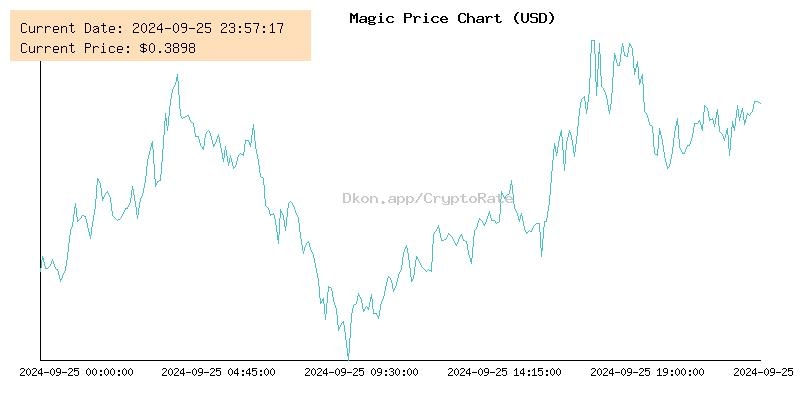 Magic Price Chart (USD)
Current Date: 2024-09-25 23:57:17
Current Price: $0.3898
Dkon.app/CryptoRate
2024-09-25 00:00:00 2024-09-25 04:45:00 2024-09-25 09:30:00 2024-09-25 14:15:00 2024-09-25 19:00:00 2024-09-25